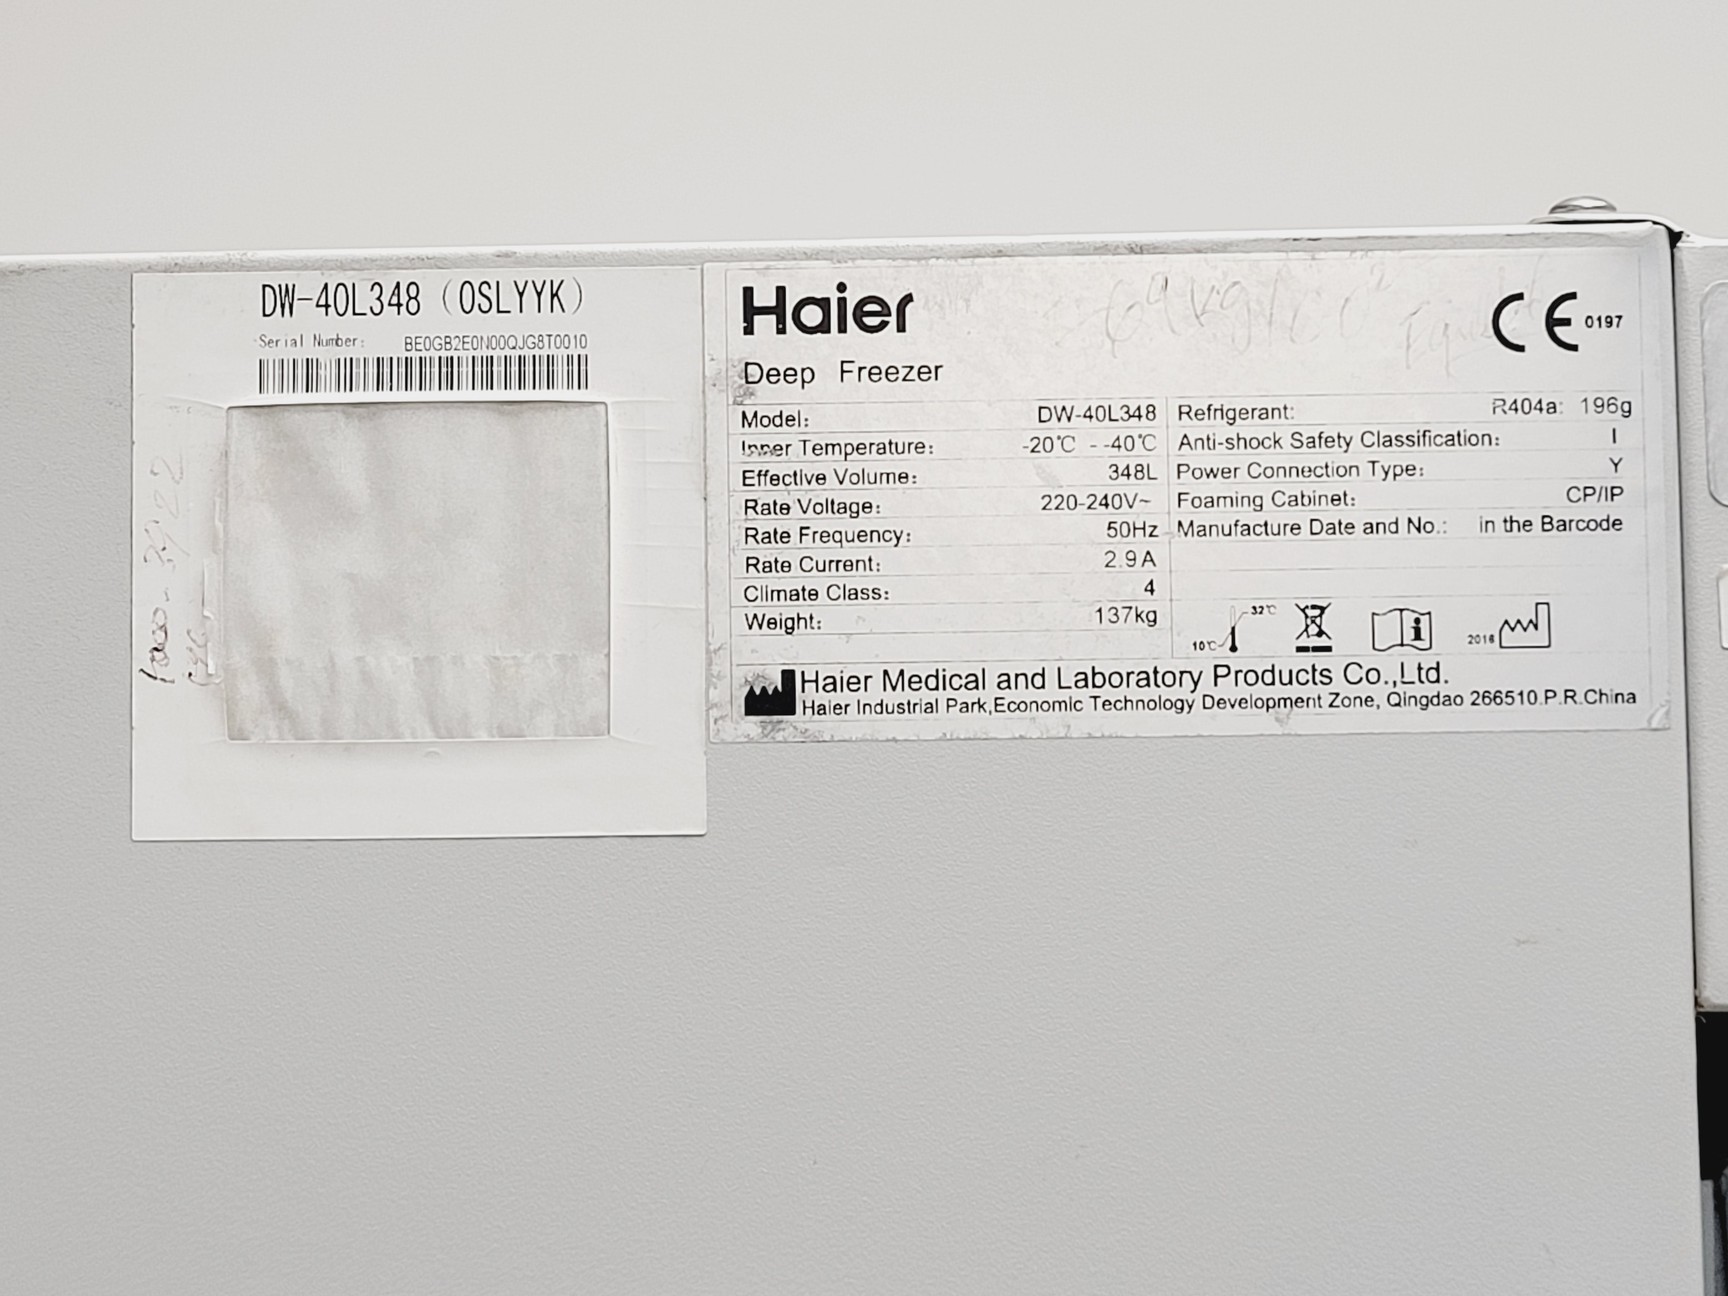 DW-40L348 (OSLYYK)
Serial Number: BE0GB2E0N00QJG8T0010
Haier
CE 0197
Deep Freezer
Model: DW-40L348
Inner Temperature: -20℃ - -40℃
Effective Volume: 348L
Rate Voltage: 220-240V~
Rate Frequency: 50Hz
Rate Current: 2.9A
Climate Class: 4
Weight: 137kg
Refrigerant: R404a: 196g
Anti-shock Safety Classification: I
Power Connection Type: Y
Foaming Cabinet: CP/IP
Manufacture Date and No.: in the Barcode
10℃ 32℃
2016
Haier Medical and Laboratory Products Co.,Ltd.
Haier Industrial Park,Economic Technology Development Zone, Qingdao 266510.P.R.China